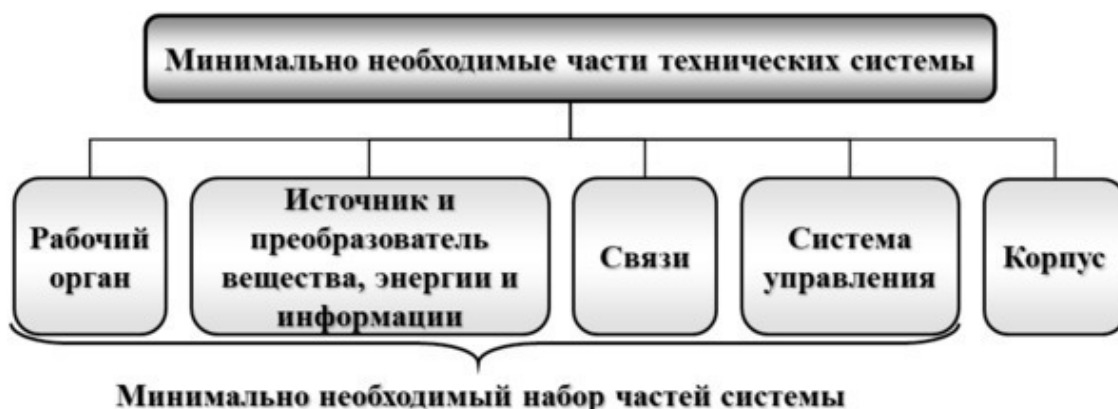 Минимально необходимые части технических системы
Рабочий
орган
Источник и
преобразователь
вещества, энергии и
информации
Связи
Система
управления
Корпус
Минимально необходимый набор частей системы